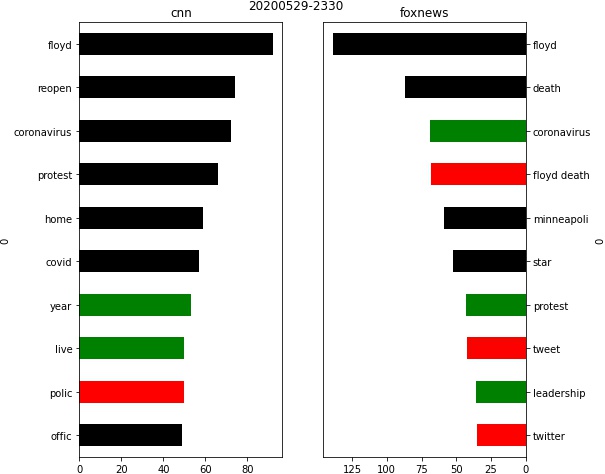 20200529-2330
cnn
foxnews
floyd
reopen
coronavirus
protest
home
covid
year
live
polic
offic
0
0 20 40 60 80
floyd
death
coronavirus
floyd death
minneapoli
star
protest
tweet
leadership
twitter
0
125 100 75 50 25 0